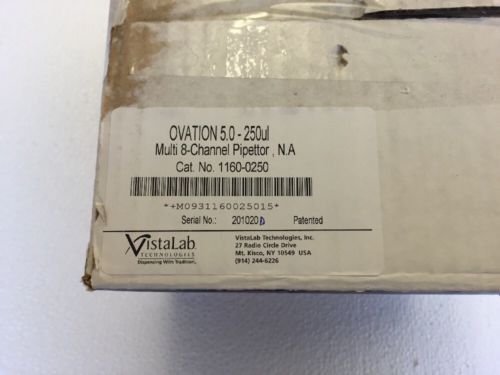 OVATION 5.0 - 250ul
Multi 8-Channel Pipettor , N.A
Cat. No. 1160-0250
*+M0931160025015*
Serial No.: 201020 Patented
VistaLab
TECHNOLOGIES
Dispensing With Tradition.
VistaLab Technologies, Inc.
27 Radio Circle Drive
Mt. Kisco, NY 10549 USA
(914) 244-6226